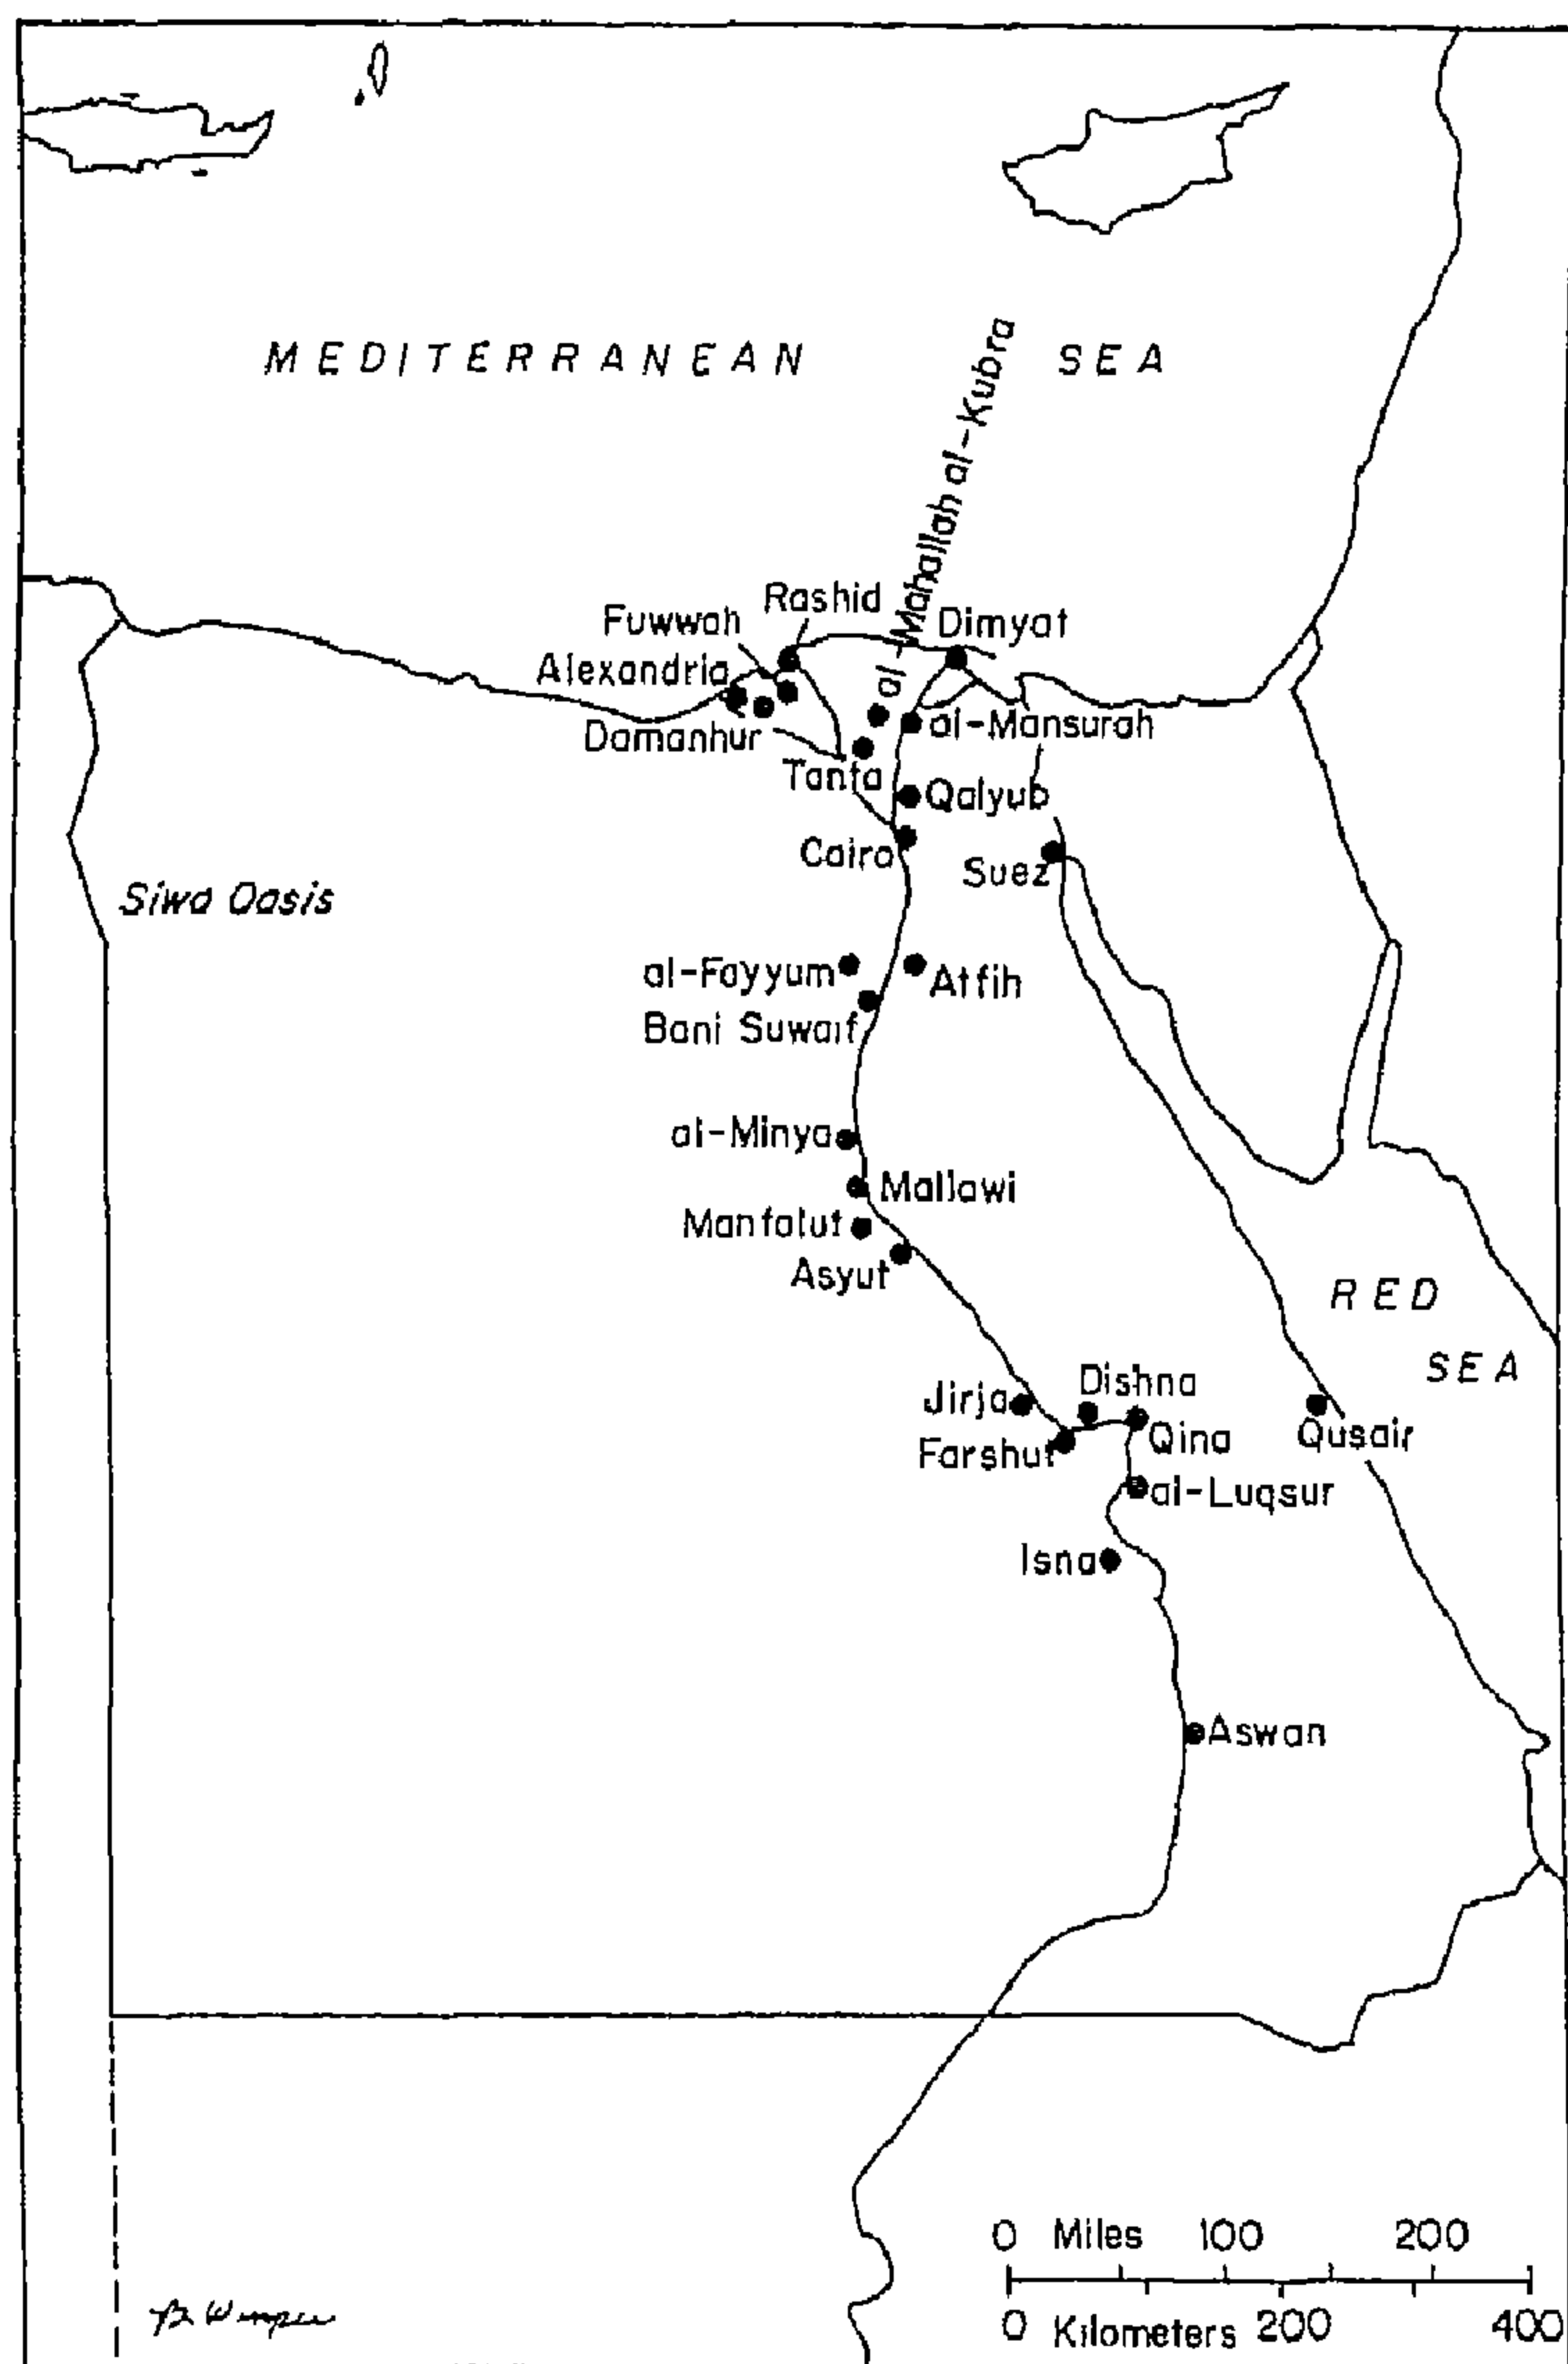 MEDITERRANEAN SEA
al-Mahallah al-Kubra
Rashid
Fuwwah
Dimyat
Alexandria
Damanhur
al-Mansurah
Tanta
Qalyub
Cairo
Suez
Siwa Oasis
al-Fayyum
Atfih
Bani Suwaif
al-Minya
Mallawi
Manfalut
Asyut
RED
SEA
Dishna
Jirja
Qusair
Qina
Farshut
al-Luqsur
Isna
Aswan
0 Miles 100 200
0 Kilometers 200 400